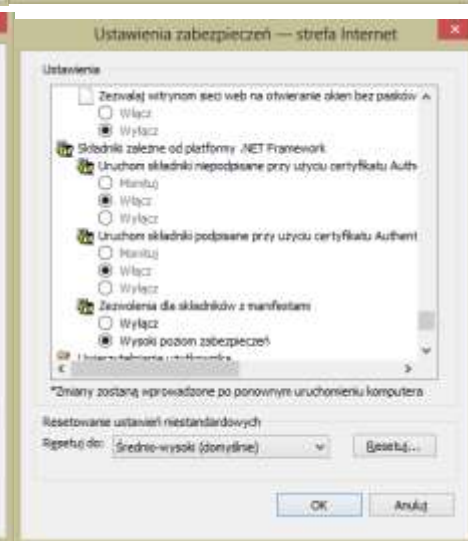 Ustawienia zabezpieczeń — strefa Internet
Ustawienia
Zezwalaj witrynom sieci web na otwieranie okien bez pasków
Włącz
Wyłącz
Składniki zależne od platformy .NET Framework
Uruchom składniki niepodpisane przy użyciu certyfikatu Auth
Monituj
Włącz
Wyłącz
Uruchom składniki podpisane przy użyciu certyfikatu Authent
Monituj
Włącz
Wyłącz
Zezwolenia dla składników z manifestami
Wyłącz
Wysoki poziom zabezpieczeń
*Zmiany zostaną wprowadzone po ponownym uruchomieniu komputera
Resetowanie ustawień niestandardowych
Resetuj do:
Średnio-wysoki (domyślnie)
Resetuj...
OK
Anuluj